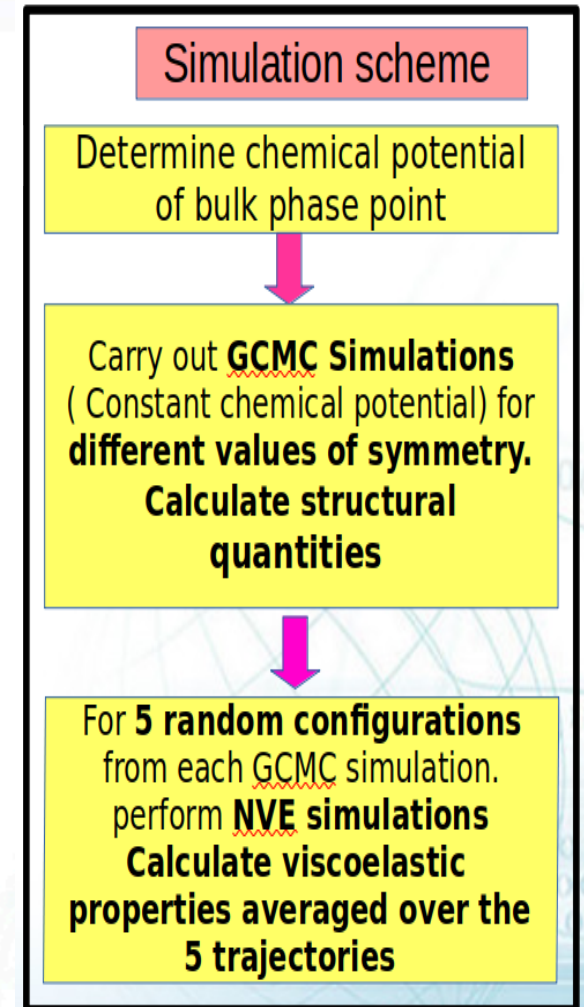 Simulation scheme
Determine chemical potential
of bulk phase point
Carry out GCMC Simulations
( Constant chemical potential) for
different values of symmetry.
Calculate structural
quantities
For 5 random configurations
from each GCMC simulation.
perform NVE simulations
Calculate viscoelastic
properties averaged over the
5 trajectories